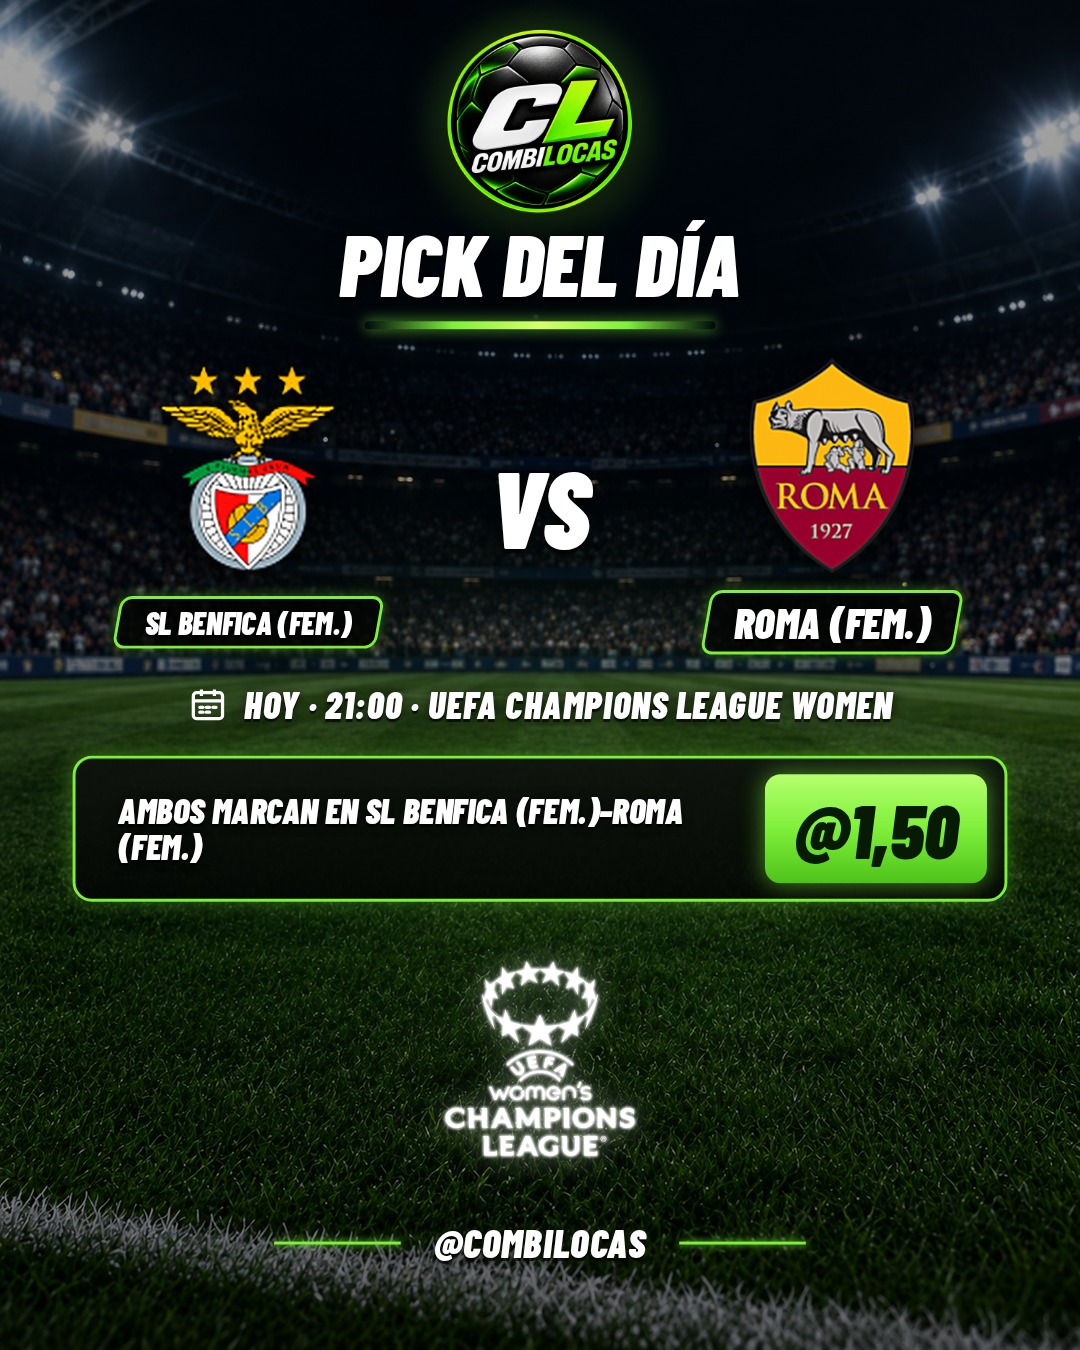 CL
COMBILOCAS
PICK DEL DÍA
SLB
ROMA
1927
VS
SL BENFICA (FEM.)
ROMA (FEM.)
HOY · 21:00 · UEFA CHAMPIONS LEAGUE WOMEN
AMBOS MARCAN EN SL BENFICA (FEM.)-ROMA
(FEM.)
@1,50
UEFA
women's
CHAMPIONS
LEAGUE®
@COMBILOCAS